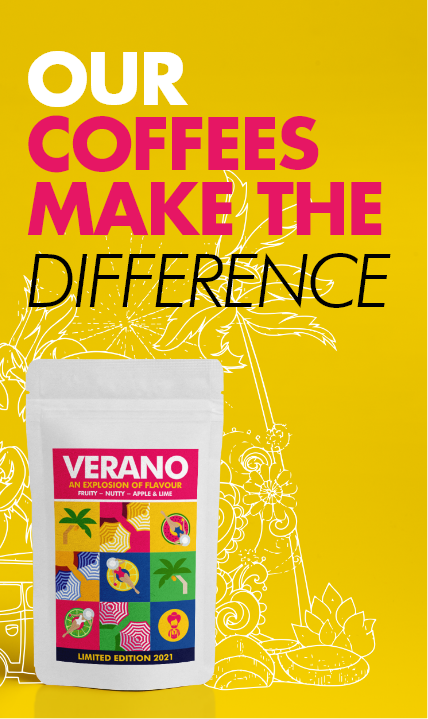 OUR
COFFEES
MAKE THE
DIFFERENCE
VERANO
AN EXPLOSION OF FLAVOUR
FRUITY – NUTTY – APPLE & LIME
LIMITED EDITION 2021